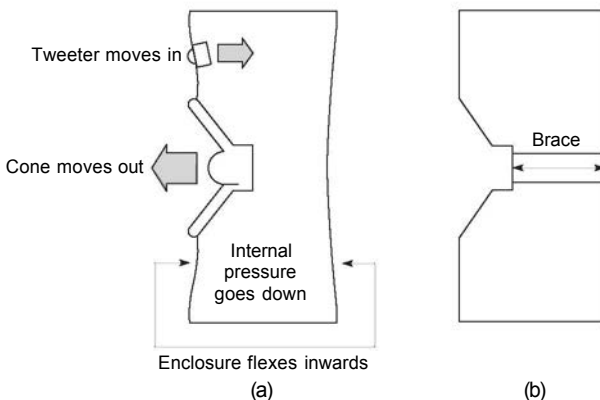 Tweeter moves in
Cone moves out
Internal
pressure
goes down
Enclosure flexes inwards
(a)
Brace
(b)